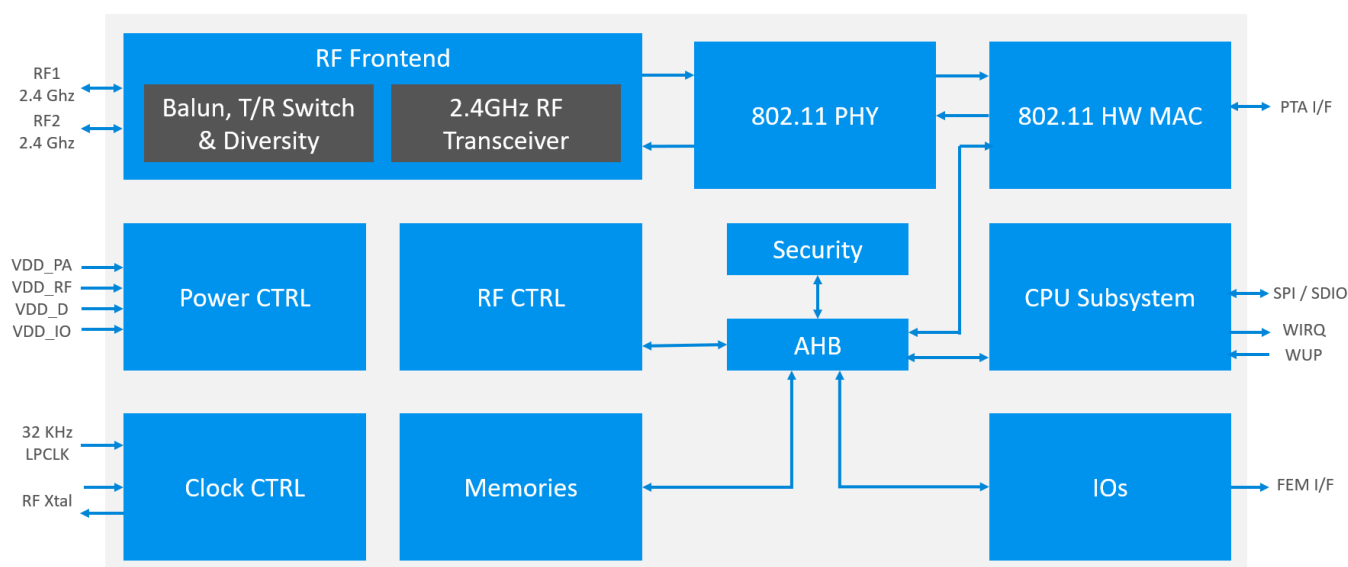 RF Frontend
RF1
2.4 Ghz
RF2
2.4 Ghz
Balun, T/R Switch
& Diversity
2.4GHz RF
Transceiver
802.11 PHY
802.11 HW MAC
PTA I/F
VDD_PA
VDD_RF
VDD_D
VDD_IO
Power CTRL
RF CTRL
Security
AHB
CPU Subsystem
SPI / SDIO
WIRQ
WUP
32 KHz
LPCLK
RF Xtal
Clock CTRL
Memories
IOs
FEM I/F